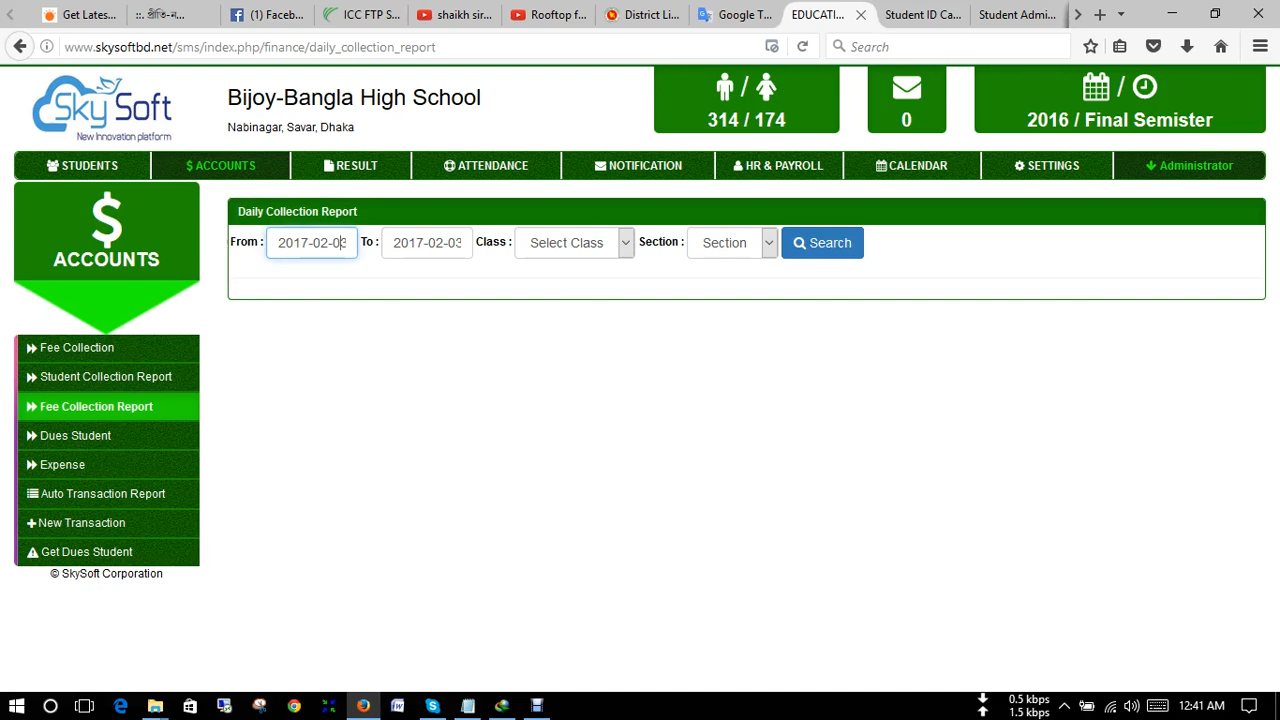 Get Lates...
::. প্রীতি-ন...
(1) Faceb...
ICC FTP S...
shaikh sir...
Rooftop f...
District Li...
Google T...
EDUCATI...
Student ID Ca...
Student Admi...
www.skysoftbd.net/sms/index.php/finance/daily_collection_report
Search
Sky Soft
New Innovation platform
Bijoy-Bangla High School
Nabinagar, Savar, Dhaka
/
314 / 174
0
/
2016 / Final Semister
STUDENTS
$ ACCOUNTS
RESULT
ATTENDANCE
NOTIFICATION
HR & PAYROLL
CALENDAR
SETTINGS
Administrator
$
ACCOUNTS
Daily Collection Report
From : 2017-02-03 To : 2017-02-03 Class : Select Class Section : Section Search
Fee Collection
Student Collection Report
Fee Collection Report
Dues Student
Expense
Auto Transaction Report
New Transaction
Get Dues Student
© SkySoft Corporation
0.5 kbps
1.5 kbps
12:41 AM